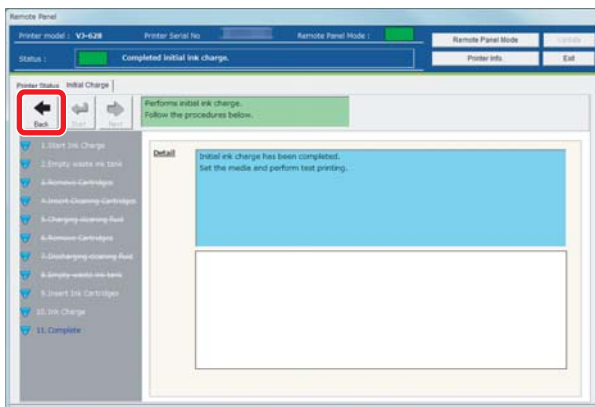 Remote Panel
Printer model : VJ-628 Printer Serial No Remote Panel Mode :
Remote Panel Mode
Status : Completed initial ink charge.
Printer Info. Exit
Printer Status Initial Charge
Back Start Next
Performs initial ink charge.
Follow the procedures below.
1.Start Ink Charge
2.Empty waste ink tank
3.Remove Cartridges
4.Insert Cleaning Cartridges
5.Charging cleaning fluid
6.Remove Cartridges
7.Discharging cleaning fluid
8.Empty waste ink tank
9.Insert Ink Cartridges
10.Ink Charge
11.Complete
Detail
Initial ink charge has been completed.
Set the media and perform test printing.